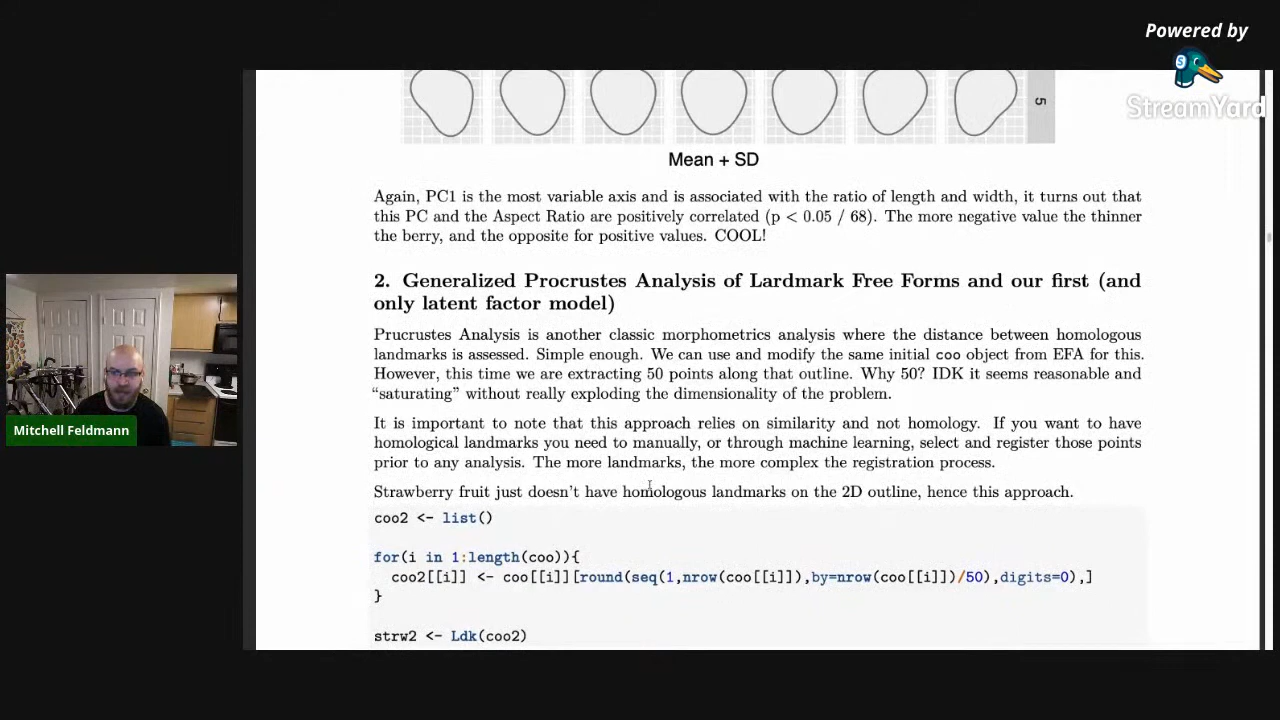 Powered by
StreamYard
5
Mean + SD
Again, PC1 is the most variable axis and is associated with the ratio of length and width, it turns out that
this PC and the Aspect Ratio are positively correlated (p < 0.05 / 68). The more negative value the thinner
the berry, and the opposite for positive values. COOL!
2. Generalized Procrustes Analysis of Landmark Free Forms and our first (and
only latent factor model)
Prucrustes Analysis is another classic morphometrics analysis where the distance between homologous
landmarks is assessed. Simple enough. We can use and modify the same initial coo object from EFA for this.
However, this time we are extracting 50 points along that outline. Why 50? IDK it seems reasonable and
“saturating” without really exploding the dimensionality of the problem.
It is important to note that this approach relies on similarity and not homology. If you want to have
homological landmarks you need to manually, or through machine learning, select and register those points
prior to any analysis. The more landmarks, the more complex the registration process.
Strawberry fruit just doesn't have homologous landmarks on the 2D outline, hence this approach.
coo2 <- list()
for(i in 1:length(coo)){
coo2[[i]] <- coo[[i]][round(seq(1,nrow(coo[[i]]),by=nrow(coo[[i]])/50),digits=0),]
}
strw2 <- Ldk(coo2)
Mitchell Feldmann